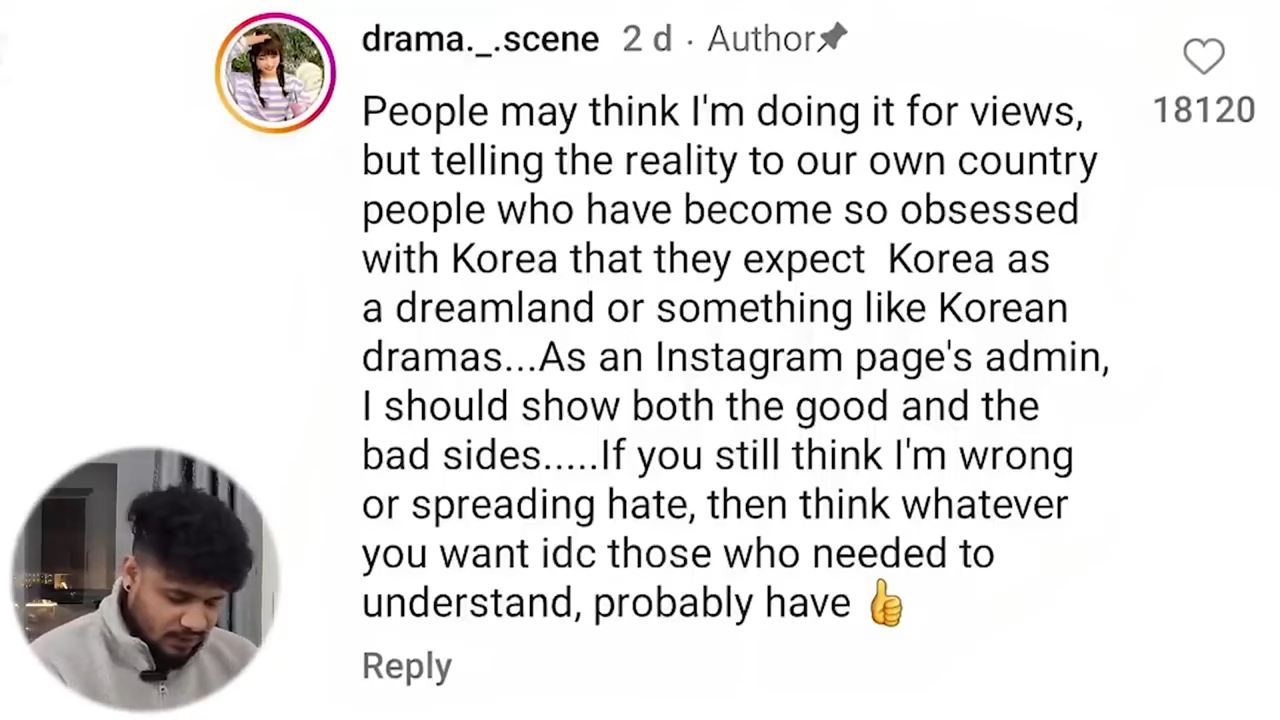 drama._.scene 2 d · Author
18120
People may think I'm doing it for views,
but telling the reality to our own country
people who have become so obsessed
with Korea that they expect  Korea as
a dreamland or something like Korean
dramas...As an Instagram page's admin,
I should show both the good and the
bad sides.....If you still think I'm wrong
or spreading hate, then think whatever
you want idc those who needed to
understand, probably have 👍
Reply